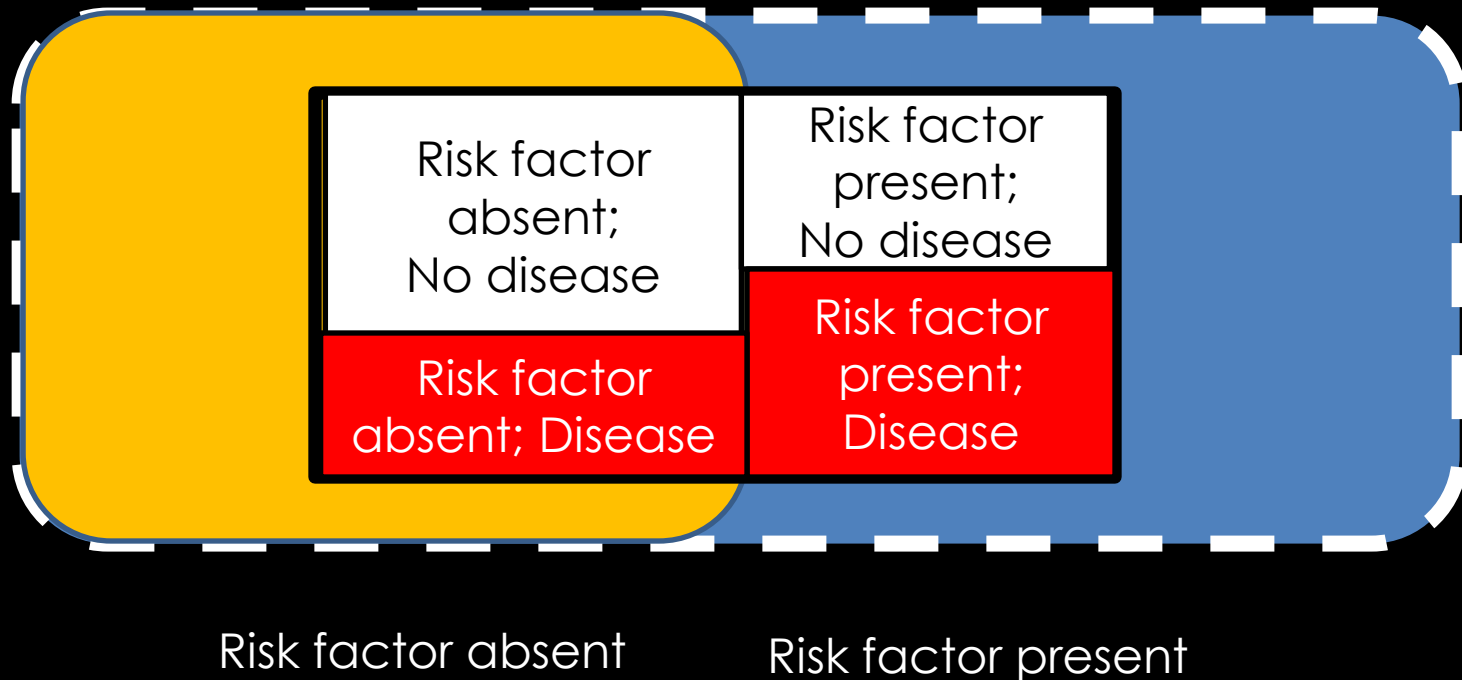 Risk factor
absent;
No disease
Risk factor
present;
No disease
Risk factor
absent; Disease
Risk factor
present;
Disease
Risk factor absent
Risk factor present